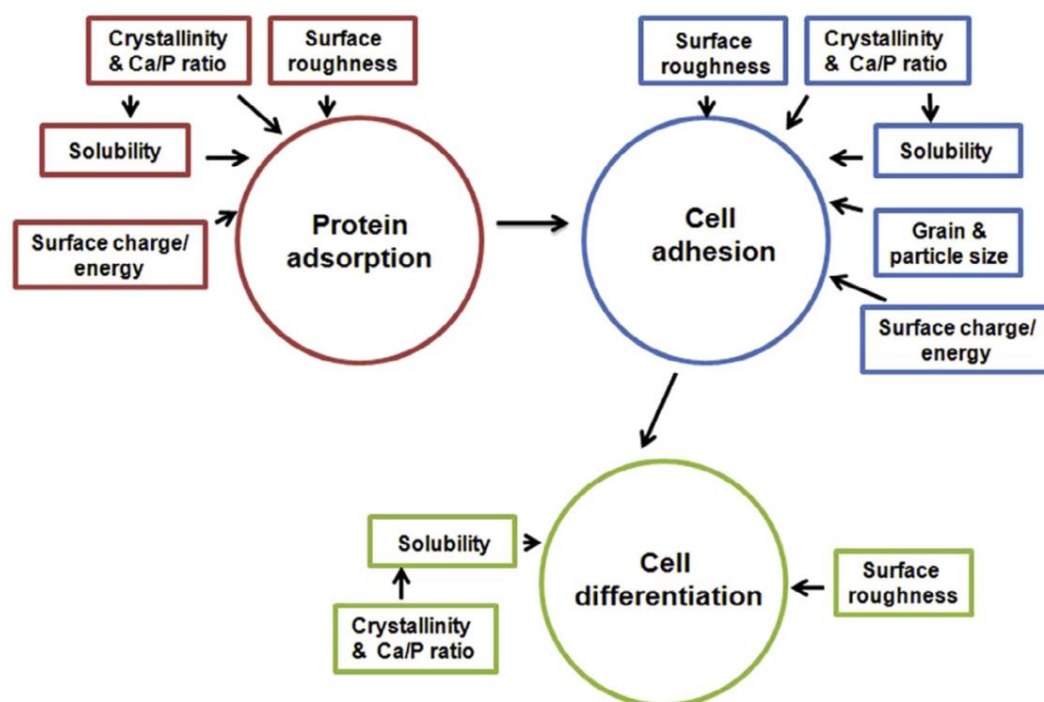 Crystallinity
& Ca/P ratio
Surface
roughness
Solubility
Surface charge/
energy
Protein
adsorption
Surface
roughness
Crystallinity
& Ca/P ratio
Solubility
Grain &
particle size
Surface charge/
energy
Cell
adhesion
Solubility
Crystallinity
& Ca/P ratio
Cell
differentiation
Surface
roughness